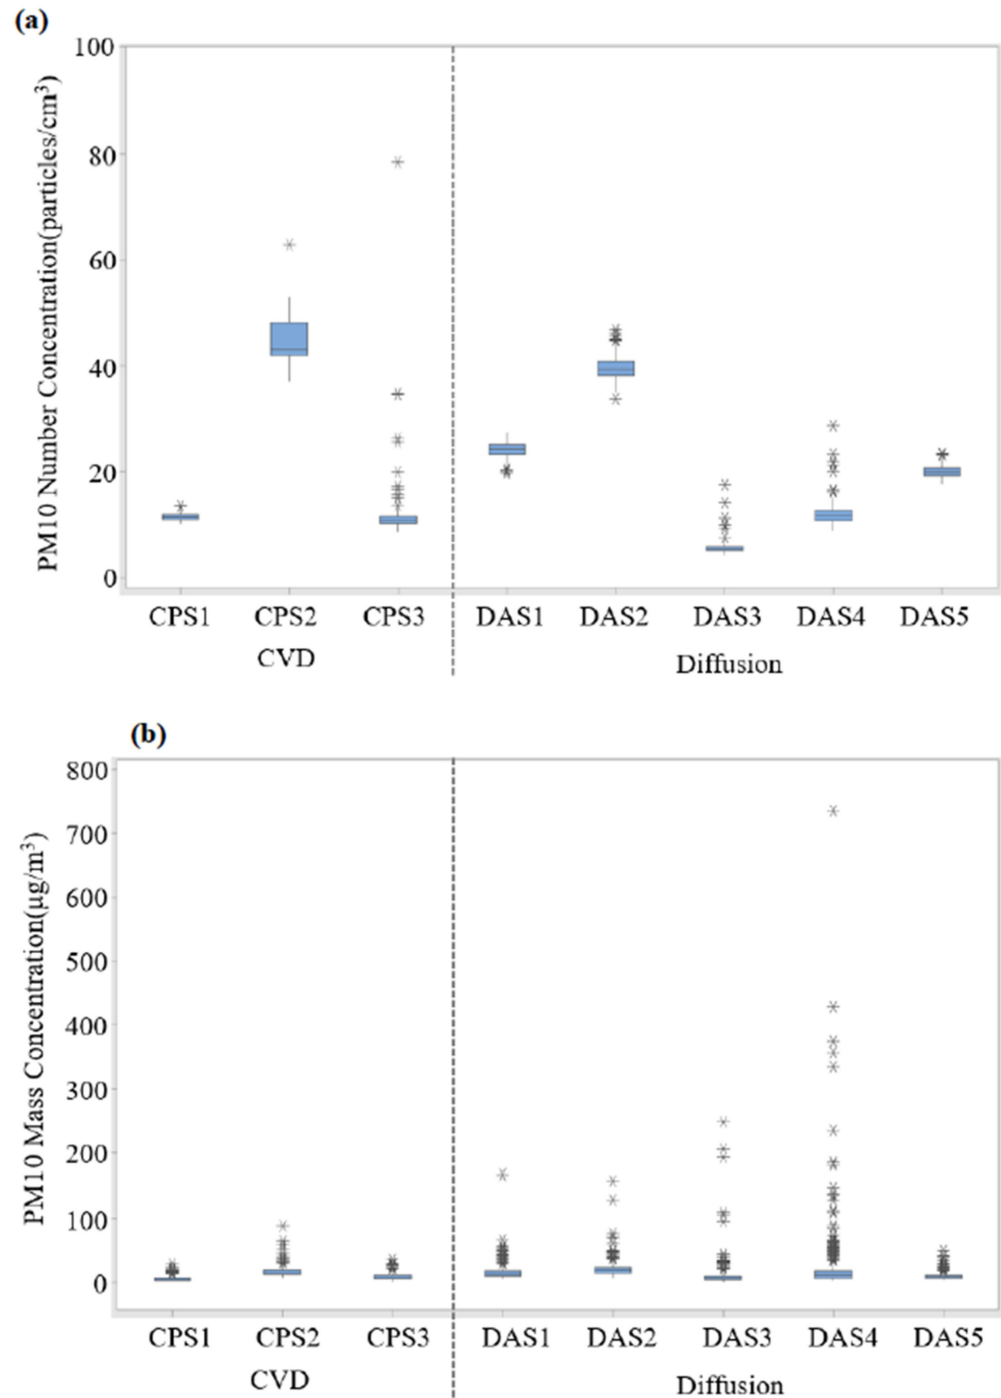 (a)
PM10 Number Concentration(particles/cm³)
100
80
60
40
20
0
CPS1 CPS2 CPS3 DAS1 DAS2 DAS3 DAS4 DAS5
CVD Diffusion
(b)
PM10 Mass Concentration(µg/m³)
800
700
600
500
400
300
200
100
0
CPS1 CPS2 CPS3 DAS1 DAS2 DAS3 DAS4 DAS5
CVD Diffusion